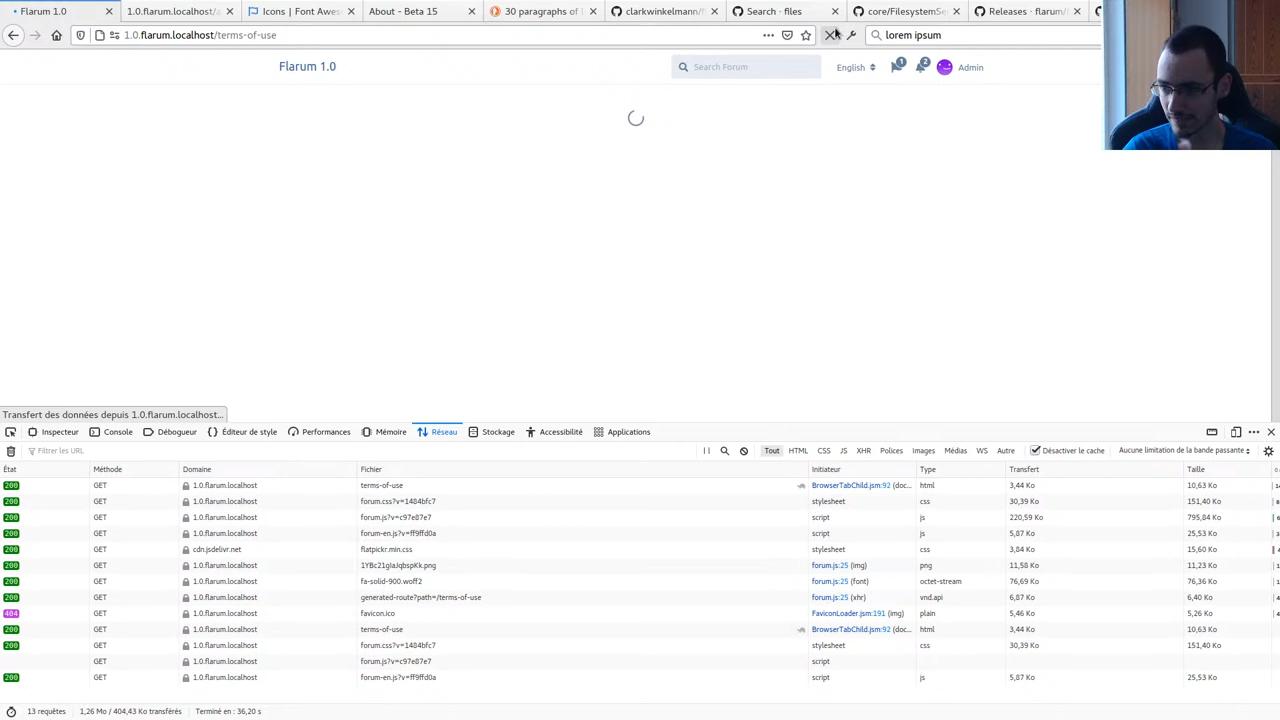 Flarum 1.0 1.0.flarum.localhost/a Icons | Font Awes About - Beta 15 30 paragraphs of clarkwinkelmann/f Search · files core/FilesystemSe Releases · flarum/
1.0.flarum.localhost/terms-of-use lorem ipsum
Flarum 1.0 Search Forum English 1 2 Admin
Transfert des données depuis 1.0.flarum.localhost…
Inspecteur Console Débogueur Éditeur de style Performances Mémoire Réseau Stockage Accessibilité Applications
Filtrer les URL Tout HTML CSS JS XHR Polices Images Médias WS Autre Désactiver le cache Aucune limitation de la bande passante
État Méthode Domaine Fichier Initiateur Type Transfert Taille
200 GET 1.0.flarum.localhost terms-of-use BrowserTabChild.jsm:92 (doc… html 3,44 Ko 10,63 Ko
200 GET 1.0.flarum.localhost forum.css?v=1484bfc7 stylesheet css 30,39 Ko 151,40 Ko
200 GET 1.0.flarum.localhost forum.js?v=c97e87e7 script js 220,59 Ko 795,84 Ko
200 GET 1.0.flarum.localhost forum-en.js?v=ff9ffd0a script js 5,87 Ko 25,53 Ko
200 GET cdn.jsdelivr.net flatpickr.min.css stylesheet css 3,84 Ko 15,60 Ko
200 GET 1.0.flarum.localhost forum.js:25 (img) png 11,58 Ko 11,23 Ko
200 GET 1.0.flarum.localhost fa-solid-900.woff2 forum.js:25 (font) octet-stream 76,69 Ko 76,36 Ko
200 GET 1.0.flarum.localhost generated-route?path=/terms-of-use forum.js:25 (xhr) vnd.api 6,87 Ko 6,40 Ko
404 GET 1.0.flarum.localhost favicon.ico FaviconLoader.jsm:191 (img) plain 5,46 Ko 5,26 Ko
200 GET 1.0.flarum.localhost terms-of-use BrowserTabChild.jsm:92 (doc… html 3,44 Ko 10,63 Ko
200 GET 1.0.flarum.localhost forum.css?v=1484bfc7 stylesheet css 30,39 Ko 151,40 Ko
GET 1.0.flarum.localhost forum.js?v=c97e87e7 script
200 GET 1.0.flarum.localhost forum-en.js?v=ff9ffd0a script js 5,87 Ko 25,53 Ko
13 requêtes 1,26 Mo / 404,43 Ko transférés Terminé en : 36,20 s